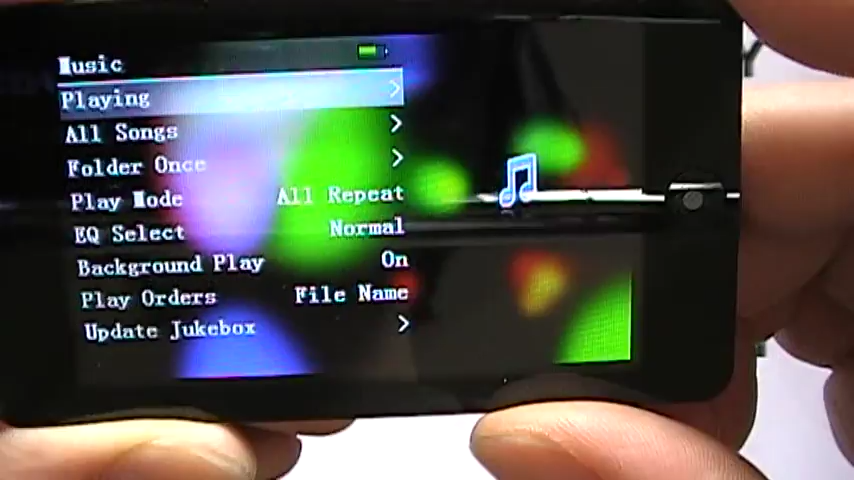 Music
Playing >
All Songs >
Folder Once >
Play Mode All Repeat
EQ Select Normal
Background Play On
Play Orders File Name
Update Jukebox >